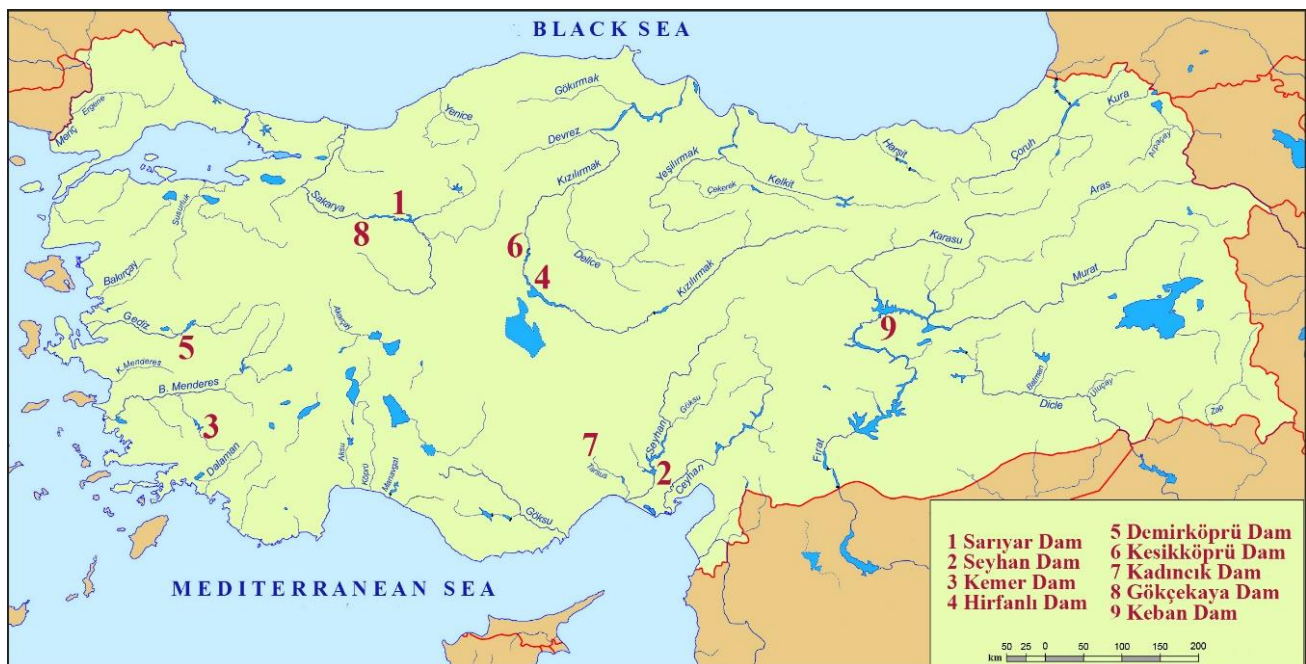 BLACK SEA
Meriç
Ergene
Yenice
Gökırmak
Devrez
Kızılırmak
Yeşilırmak
Çekerek
Kelkit
Harşit
Çoruh
Kura
Arpaçay
Aras
Sakarya
1
8
Susurluk
6
4
Delice
Kızılırmak
Karasu
Murat
Bakırçay
Gediz
5
Akarçay
9
K. Menderes
B. Menderes
3
Dalaman
Aksu
Köprü
Manavgat
Göksu
7
Tarsus
2
Seyhan
Göksu
Ceyhan
Fırat
Batman
Dicle
Uluçay
Zap
MEDITERRANEAN SEA
1 Sarıyar Dam
2 Seyhan Dam
3 Kemer Dam
4 Hirfanlı Dam
5 Demirköprü Dam
6 Kesikköprü Dam
7 Kadıncık Dam
8 Gökçekaya Dam
9 Keban Dam
50 25 0 50 100 150 200
km